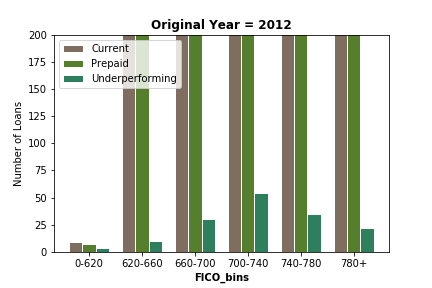 Original Year = 2012
Number of Loans
200
175
150
125
100
75
50
25
0
Current
Prepaid
Underperforming
0-620 620-660 660-700 700-740 740-780 780+
FICO_bins